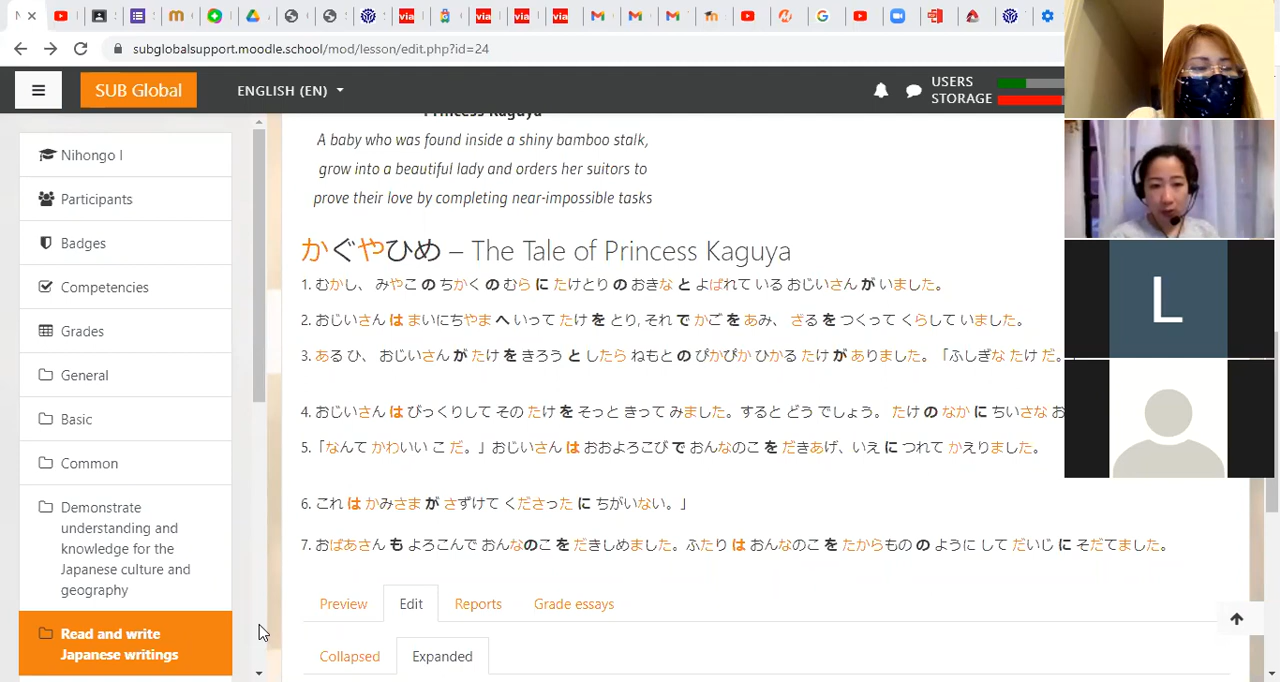 subglobalsupport.moodle.school/mod/lesson/edit.php?id=24
SUB Global
ENGLISH (EN)
USERS
STORAGE
Nihongo I
Participants
Badges
Competencies
Grades
General
Basic
Common
Demonstrate
understanding and
knowledge for the
Japanese culture and
geography
Read and write
Japanese writings
Princess Kaguya
A baby who was found inside a shiny bamboo stalk,
grow into a beautiful lady and orders her suitors to
prove their love by completing near-impossible tasks
かぐやひめ – The Tale of Princess Kaguya
1. むかし、 みやこ の ちかく の むら に たけとり の おきな と よばれて いる おじいさん が いました。
2. おじいさん は まいにちやま へ いって たけ を とり, それ で かご を あみ、 ざる を つくって くらして いました。
3. ある ひ、 おじいさん が たけ を きろう と したら ねもと の ぴかぴか ひかる たけ が ありました。「ふしぎな たけ だ。
4. おじいさん は びっくりして その たけ を そっと きって みました。すると どう でしょう。 たけ の なか に ちいさな お
5. 「なんて かわいい こ だ。」おじいさん は おおよろこび で おんなのこ を だきあげ、いえ に つれて かえりました。
6. これ は かみさま が さずけて くださった に ちがいない。」
7. おばあさん も よろこんで おんなのこ を だきしめました。ふたり は おんなのこ を たからもの の ように して だいじ に そだてました。
Preview
Edit
Reports
Grade essays
Collapsed
Expanded
L